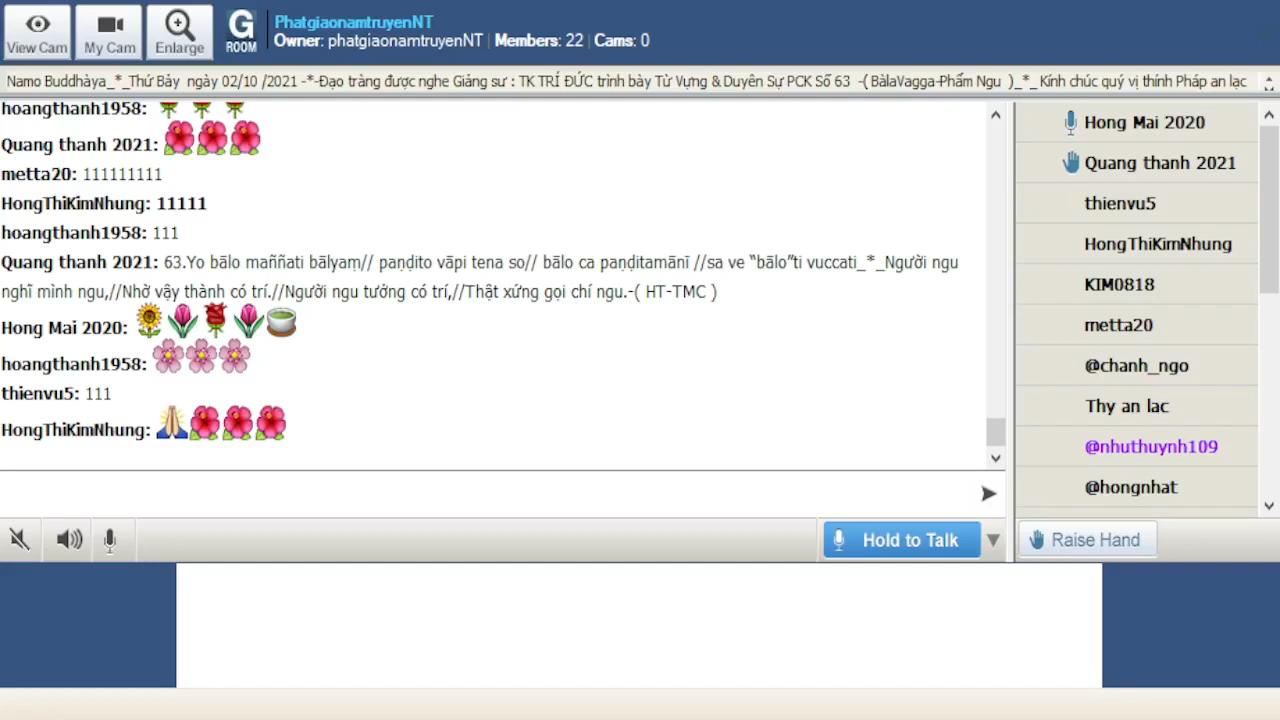 View Cam
My Cam
Enlarge
G
ROOM
PhatgiaonamtruyenNT
Owner: phatgiaonamtruyenNT | Members: 22 | Cams: 0
Namo Buddhàya_*_Thứ Bảy ngày 02/10 /2021 -*-Đạo tràng được nghe Giảng sư : TK TRÍ ĐỨC trình bày Từ Vựng & Duyên Sự PCK Số 63 -( BàlaVagga-Phẩm Ngu )_*_Kính chúc quý vị thính Pháp an lạc
hoangthanh1958:
Quang thanh 2021:
metta20: 111111111
HongThiKimNhung: 11111
hoangthanh1958: 111
Quang thanh 2021: 63.Yo bālo maññati bālyaṃ// paṇḍito vāpi tena so// bālo ca paṇḍitamānī //sa ve “bālo”ti vuccati_*_Người ngu
nghĩ mình ngu,//Nhờ vậy thành có trí.//Người ngu tưởng có trí,//Thật xứng gọi chí ngu.-( HT-TMC )
Hong Mai 2020:
hoangthanh1958:
thienvu5: 111
HongThiKimNhung:
Hong Mai 2020
Quang thanh 2021
thienvu5
HongThiKimNhung
KIM0818
metta20
@chanh_ngo
Thy an lac
@nhuthuynh109
@hongnhat
Hold to Talk
Raise Hand